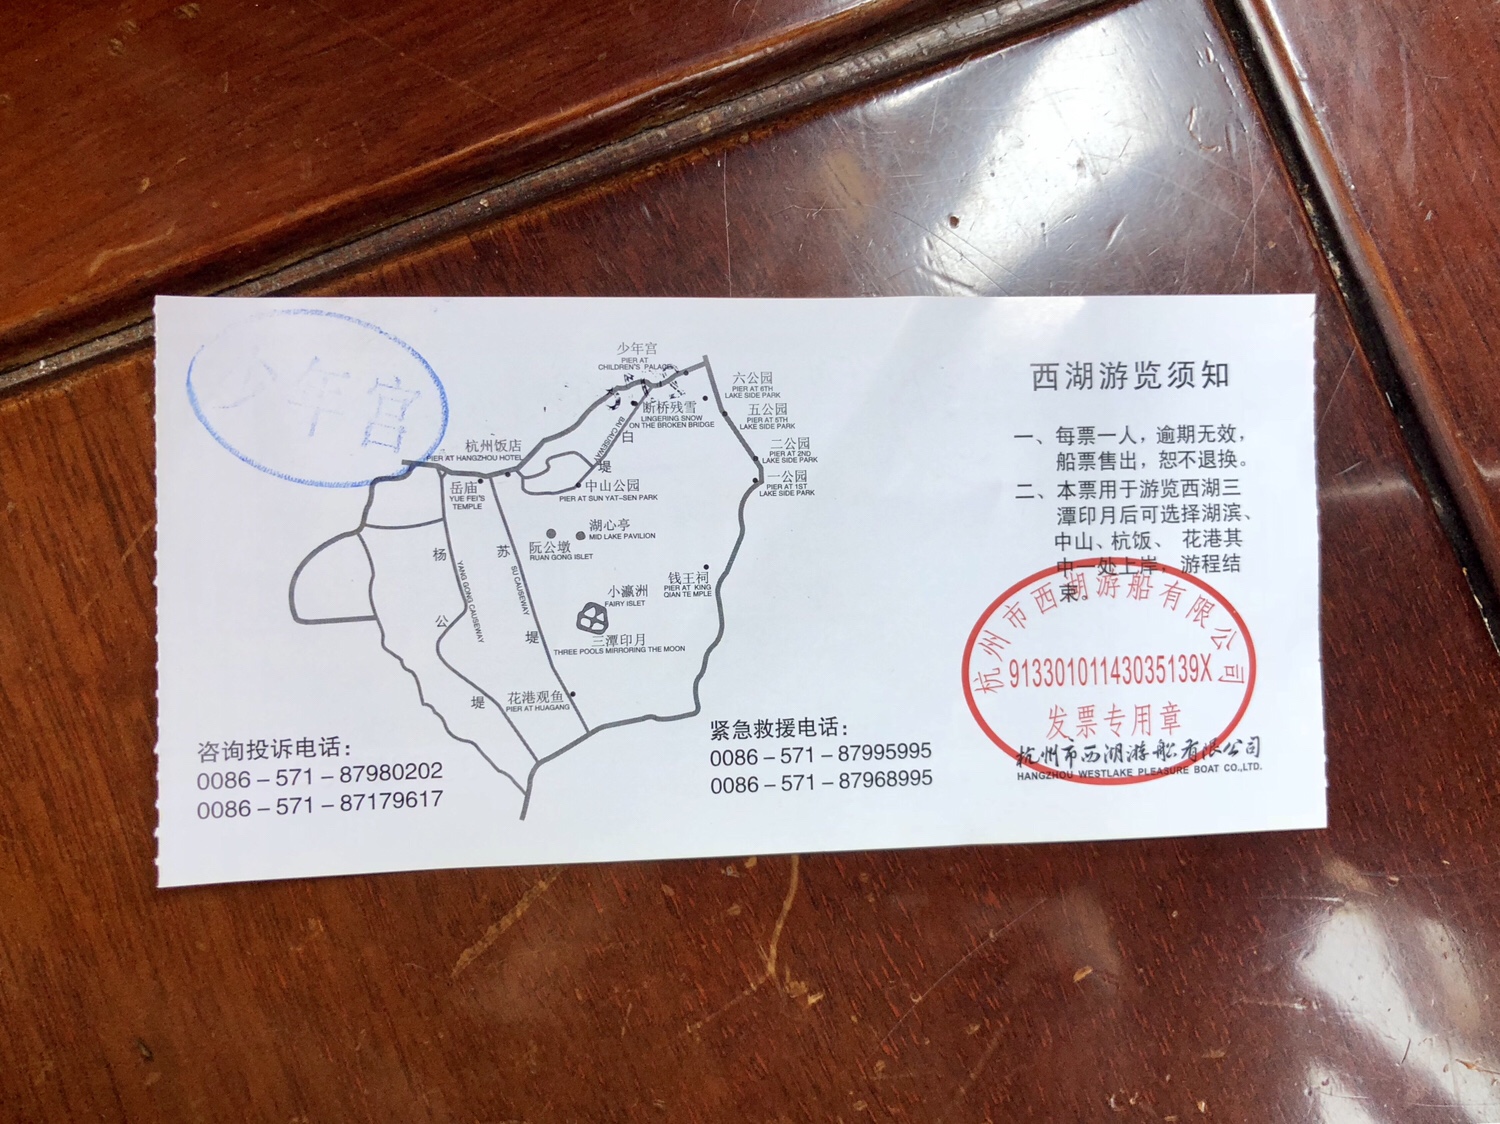 少年宫
少年宫
PIER AT
CHILDREN'S PALACE
六公园
PIER AT 6TH
LAKE SIDE PARK
断桥残雪
LINGERING SNOW
ON THE BROKEN BRIDGE
五公园
PIER AT 5TH
LAKE SIDE PARK
白
堤
BAI CAUSEWAY
杭州饭店
PIER AT HANGZHOU HOTEL
二公园
PIER AT 2ND
LAKE SIDE PARK
一公园
PIER AT 1ST
LAKE SIDE PARK
岳庙
YUE FEI'S
TEMPLE
中山公园
PIER AT SUN YAT-SEN PARK
湖心亭
MID LAKE PAVILION
阮公墩
RUAN GONG ISLET
杨
公
堤
YANG GONG CAUSEWAY
苏
堤
SU CAUSEWAY
钱王祠
PIER AT KING
QIAN TE MPLE
小瀛洲
FAIRY ISLET
三潭印月
THREE POOLS MIRRORING THE MOON
花港观鱼
PIER AT HUAGANG
咨询投诉电话：
0086－571－87980202
0086－571－87179617
紧急救援电话：
0086－571－87995995
0086－571－87968995
西湖游览须知
一、每票一人，逾期无效，
船票售出，恕不退换。
二、本票用于游览西湖三
潭印月后可选择湖滨、
中山、杭饭、花港其
中一处上岸，游程结
束。
杭州市西湖游船有限公司
91330101143035139X
发票专用章
杭州市西湖游船有限公司
HANGZHOU WESTLAKE PLEASURE BOAT CO.,LTD.